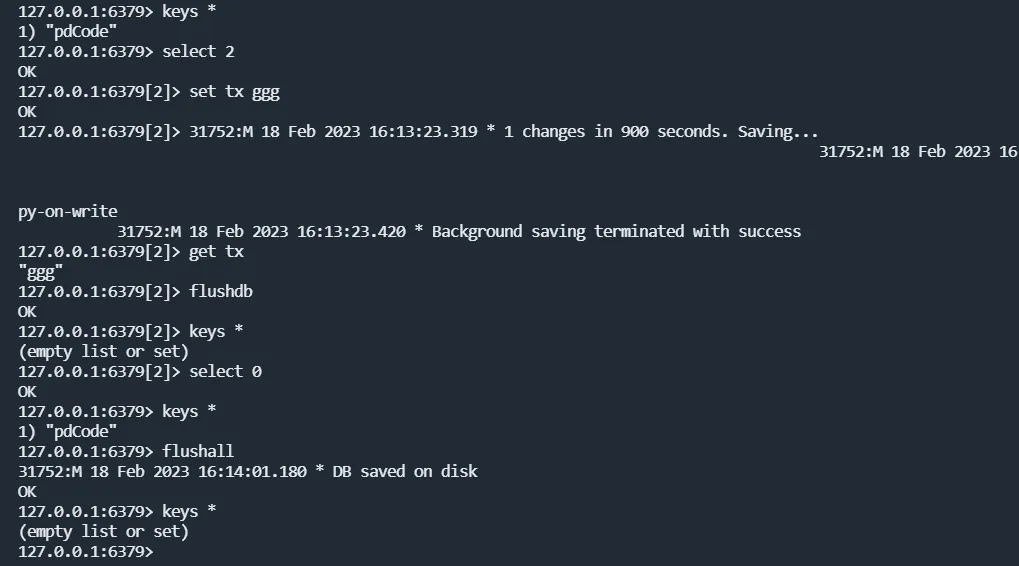 127.0.0.1:6379> keys *
1) "pdCode"
127.0.0.1:6379> select 2
OK
127.0.0.1:6379[2]> set tx ggg
OK
127.0.0.1:6379[2]> 31752:M 18 Feb 2023 16:13:23.319 * 1 changes in 900 seconds. Saving...
31752:M 18 Feb 2023 16
py-on-write
31752:M 18 Feb 2023 16:13:23.420 * Background saving terminated with success
127.0.0.1:6379[2]> get tx
"ggg"
127.0.0.1:6379[2]> flushdb
OK
127.0.0.1:6379[2]> keys *
(empty list or set)
127.0.0.1:6379[2]> select 0
OK
127.0.0.1:6379> keys *
1) "pdCode"
127.0.0.1:6379> flushall
31752:M 18 Feb 2023 16:14:01.180 * DB saved on disk
OK
127.0.0.1:6379> keys *
(empty list or set)
127.0.0.1:6379>